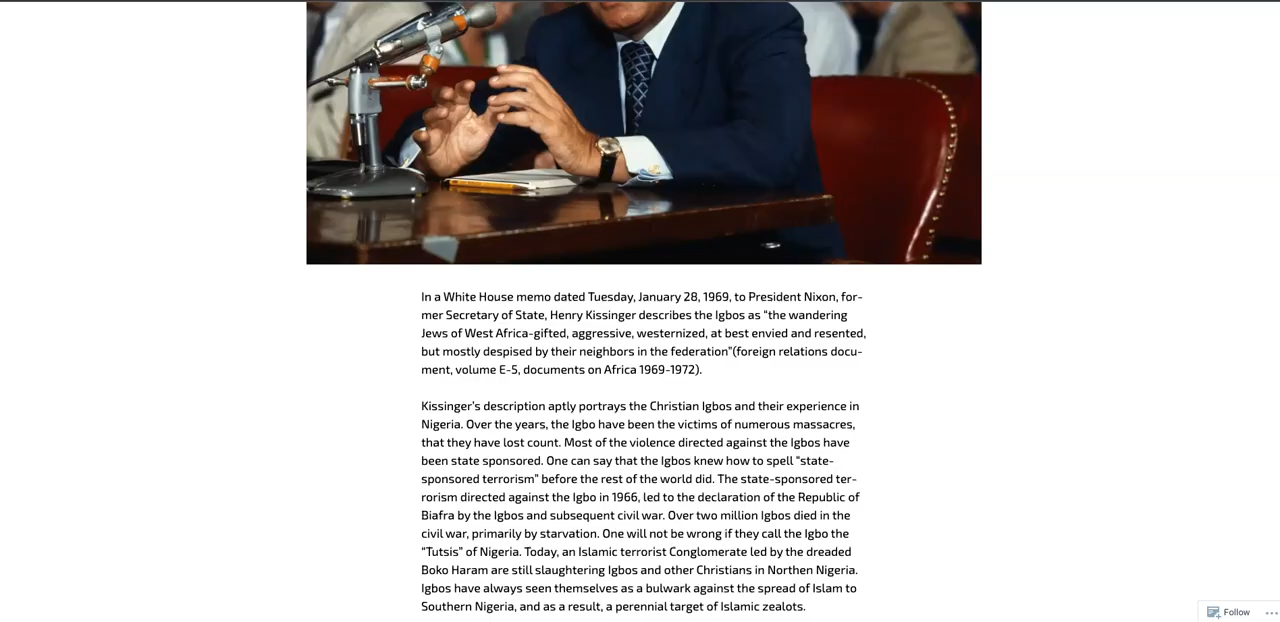 In a White House memo dated Tuesday, January 28, 1969, to President Nixon, for-
mer Secretary of State, Henry Kissinger describes the Igbos as “the wandering
Jews of West Africa-gifted, aggressive, westernized, at best envied and resented,
but mostly despised by their neighbors in the federation”(foreign relations docu-
ment, volume E-5, documents on Africa 1969-1972).
Kissinger’s description aptly portrays the Christian Igbos and their experience in
Nigeria. Over the years, the Igbo have been the victims of numerous massacres,
that they have lost count. Most of the violence directed against the Igbos have
been state sponsored. One can say that the Igbos knew how to spell “state-
sponsored terrorism” before the rest of the world did. The state-sponsored ter-
rorism directed against the Igbo in 1966, led to the declaration of the Republic of
Biafra by the Igbos and subsequent civil war. Over two million Igbos died in the
civil war, primarily by starvation. One will not be wrong if they call the Igbo the
“Tutsis” of Nigeria. Today, an Islamic terrorist Conglomerate led by the dreaded
Boko Haram are still slaughtering Igbos and other Christians in Northen Nigeria.
Igbos have always seen themselves as a bulwark against the spread of Islam to
Southern Nigeria, and as a result, a perennial target of Islamic zealots.
Follow